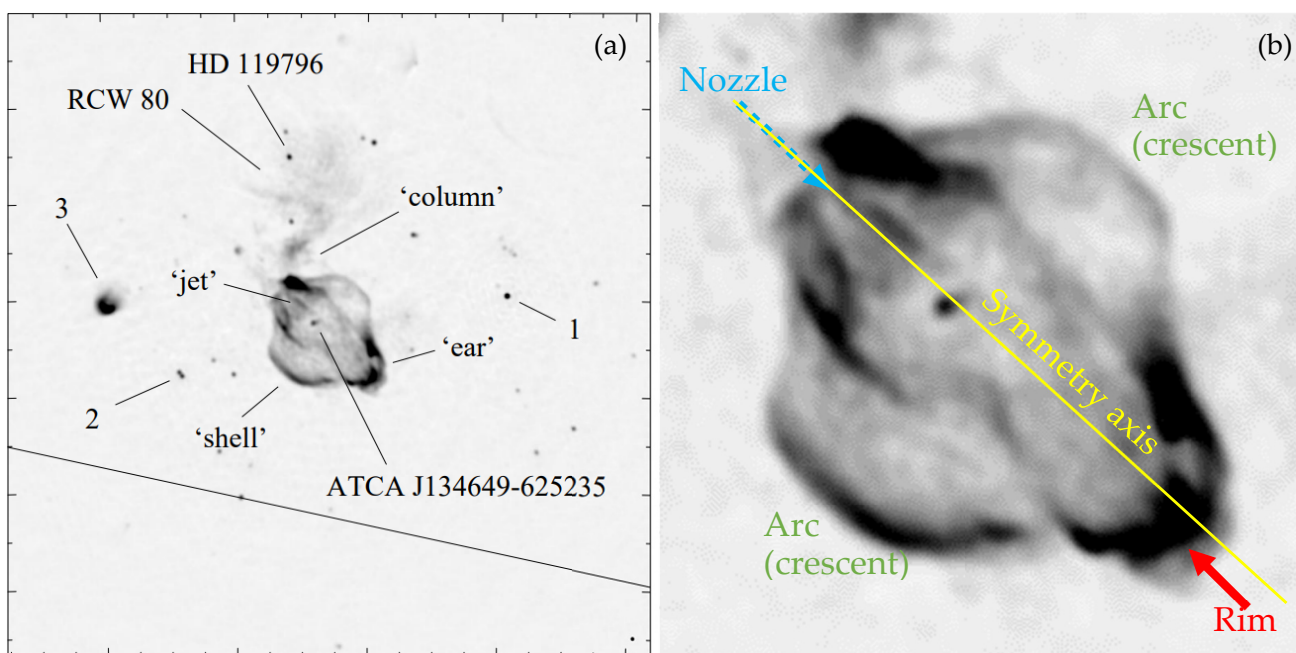 (a)
HD 119796
RCW 80
‘column’
3
‘jet’
1
‘ear’
2
‘shell’
ATCA J134649-625235
(b)
Nozzle
Arc
(crescent)
Symmetry axis
Arc
(crescent)
Rim